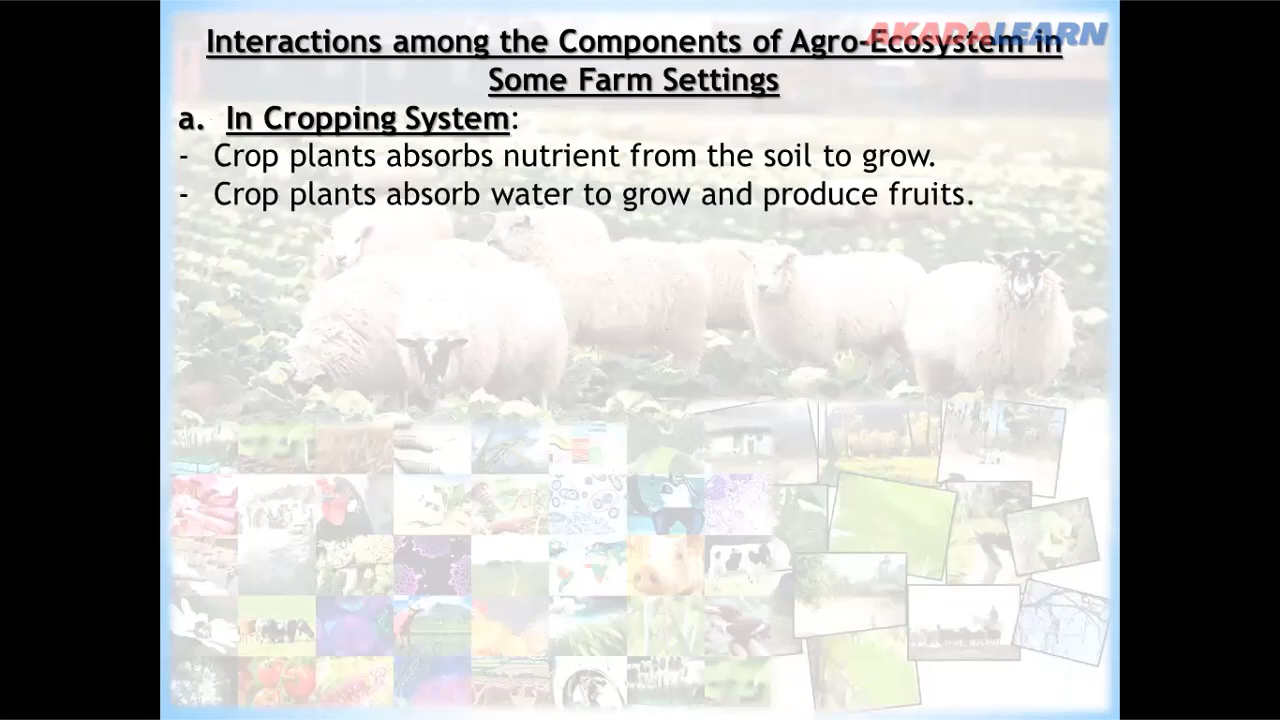 AKADALEARN
Interactions among the Components of Agro-Ecosystem in
Some Farm Settings
a. In Cropping System:
- Crop plants absorbs nutrient from the soil to grow.
- Crop plants absorb water to grow and produce fruits.